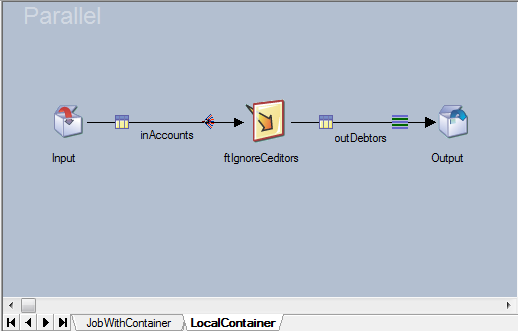 Parallel
inAccounts
outDebtors
Input
ftIgnoreCeditors
Output
JobWithContainer
LocalContainer